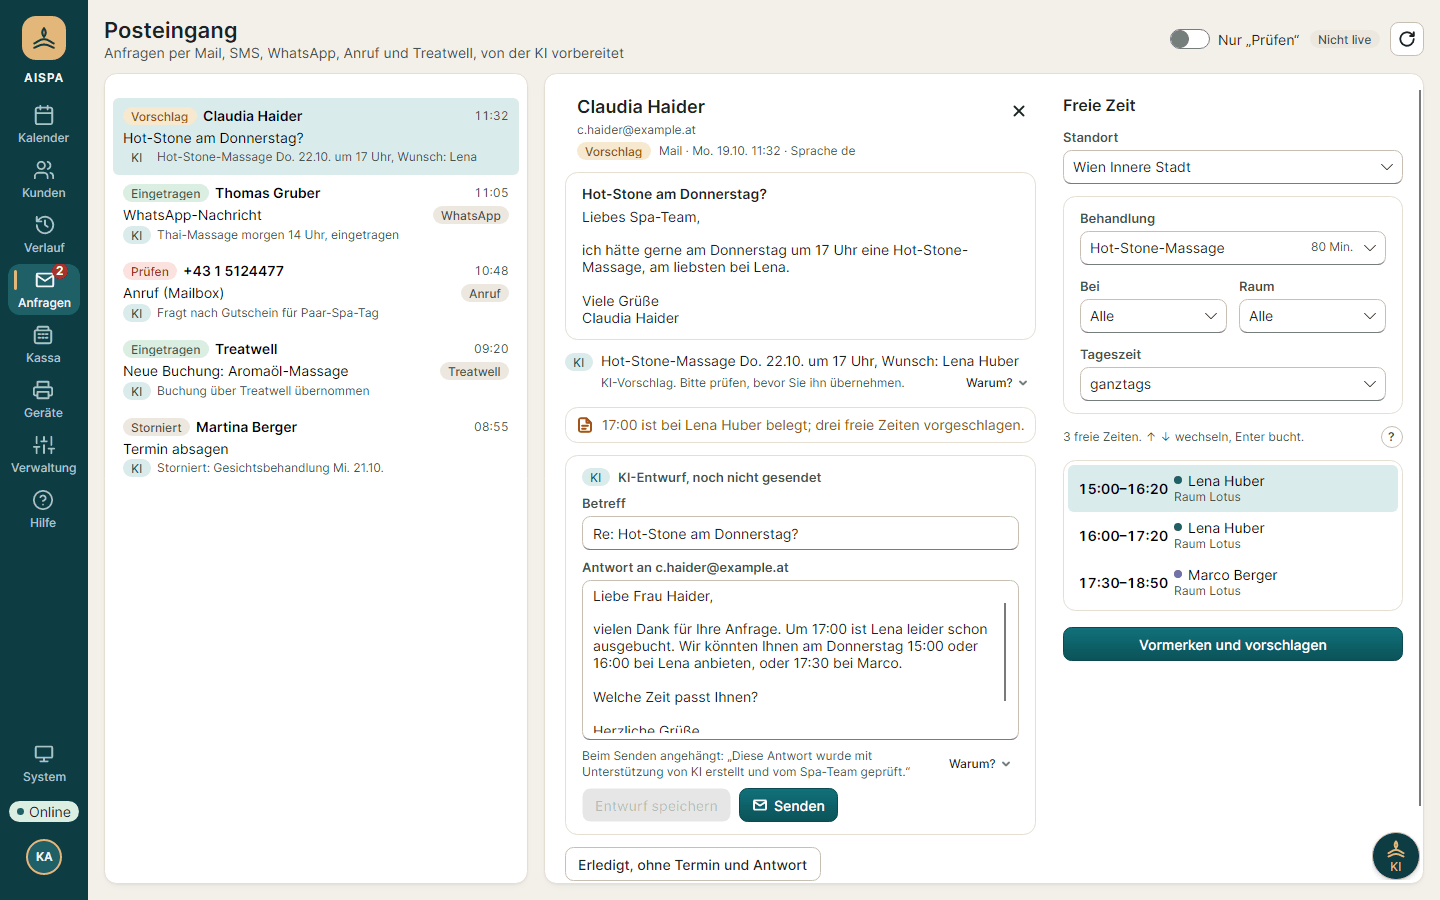 AISPA
Kalender
Kunden
Verlauf
2
Anfragen
Kassa
Geräte
Verwaltung
Hilfe
System
Online
KA
Posteingang
Anfragen per Mail, SMS, WhatsApp, Anruf und Treatwell, von der KI vorbereitet
Nur „Prüfen“
Nicht live
Vorschlag Claudia Haider 11:32
Hot-Stone am Donnerstag?
KI Hot-Stone-Massage Do. 22.10. um 17 Uhr, Wunsch: Lena
Eingetragen Thomas Gruber 11:05
WhatsApp-Nachricht WhatsApp
KI Thai-Massage morgen 14 Uhr, eingetragen
Prüfen +43 1 5124477 10:48
Anruf (Mailbox) Anruf
KI Fragt nach Gutschein für Paar-Spa-Tag
Eingetragen Treatwell 09:20
Neue Buchung: Aromaöl-Massage Treatwell
KI Buchung über Treatwell übernommen
Storniert Martina Berger 08:55
Termin absagen
KI Storniert: Gesichtsbehandlung Mi. 21.10.
Claudia Haider
c.haider@example.at
Vorschlag Mail · Mo. 19.10. 11:32 · Sprache de
Hot-Stone am Donnerstag?
Liebes Spa-Team,
ich hätte gerne am Donnerstag um 17 Uhr eine Hot-Stone-
Massage, am liebsten bei Lena.
Viele Grüße
Claudia Haider
KI Hot-Stone-Massage Do. 22.10. um 17 Uhr, Wunsch: Lena Huber
KI-Vorschlag. Bitte prüfen, bevor Sie ihn übernehmen. Warum?
17:00 ist bei Lena Huber belegt; drei freie Zeiten vorgeschlagen.
KI KI-Entwurf, noch nicht gesendet
Betreff
Re: Hot-Stone am Donnerstag?
Antwort an c.haider@example.at
Liebe Frau Haider,
vielen Dank für Ihre Anfrage. Um 17:00 ist Lena leider schon
ausgebucht. Wir könnten Ihnen am Donnerstag 15:00 oder
16:00 bei Lena anbieten, oder 17:30 bei Marco.
Welche Zeit passt Ihnen?
Herzliche Grüße
Beim Senden angehängt: „Diese Antwort wurde mit
Unterstützung von KI erstellt und vom Spa-Team geprüft.“
Warum?
Entwurf speichern
Senden
Erledigt, ohne Termin und Antwort
Freie Zeit
Standort
Wien Innere Stadt
Behandlung
Hot-Stone-Massage 80 Min.
Bei Raum
Alle Alle
Tageszeit
ganztags
3 freie Zeiten. ↑ ↓ wechseln, Enter bucht. ?
15:00–16:20 Lena Huber
Raum Lotus
16:00–17:20 Lena Huber
Raum Lotus
17:30–18:50 Marco Berger
Raum Lotus
Vormerken und vorschlagen
KI